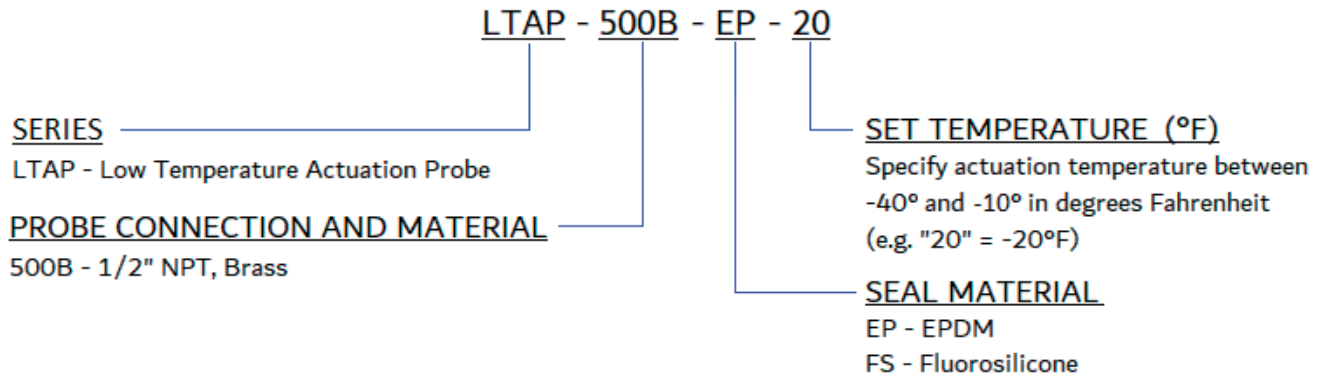 LTAP - 500B - EP - 20
SERIES
LTAP - Low Temperature Actuation Probe
PROBE CONNECTION AND MATERIAL
500B - 1/2" NPT, Brass
SET TEMPERATURE (°F)
Specify actuation temperature between
-40° and -10° in degrees Fahrenheit
(e.g. "20" = -20°F)
SEAL MATERIAL
EP - EPDM
FS - Fluorosilicone